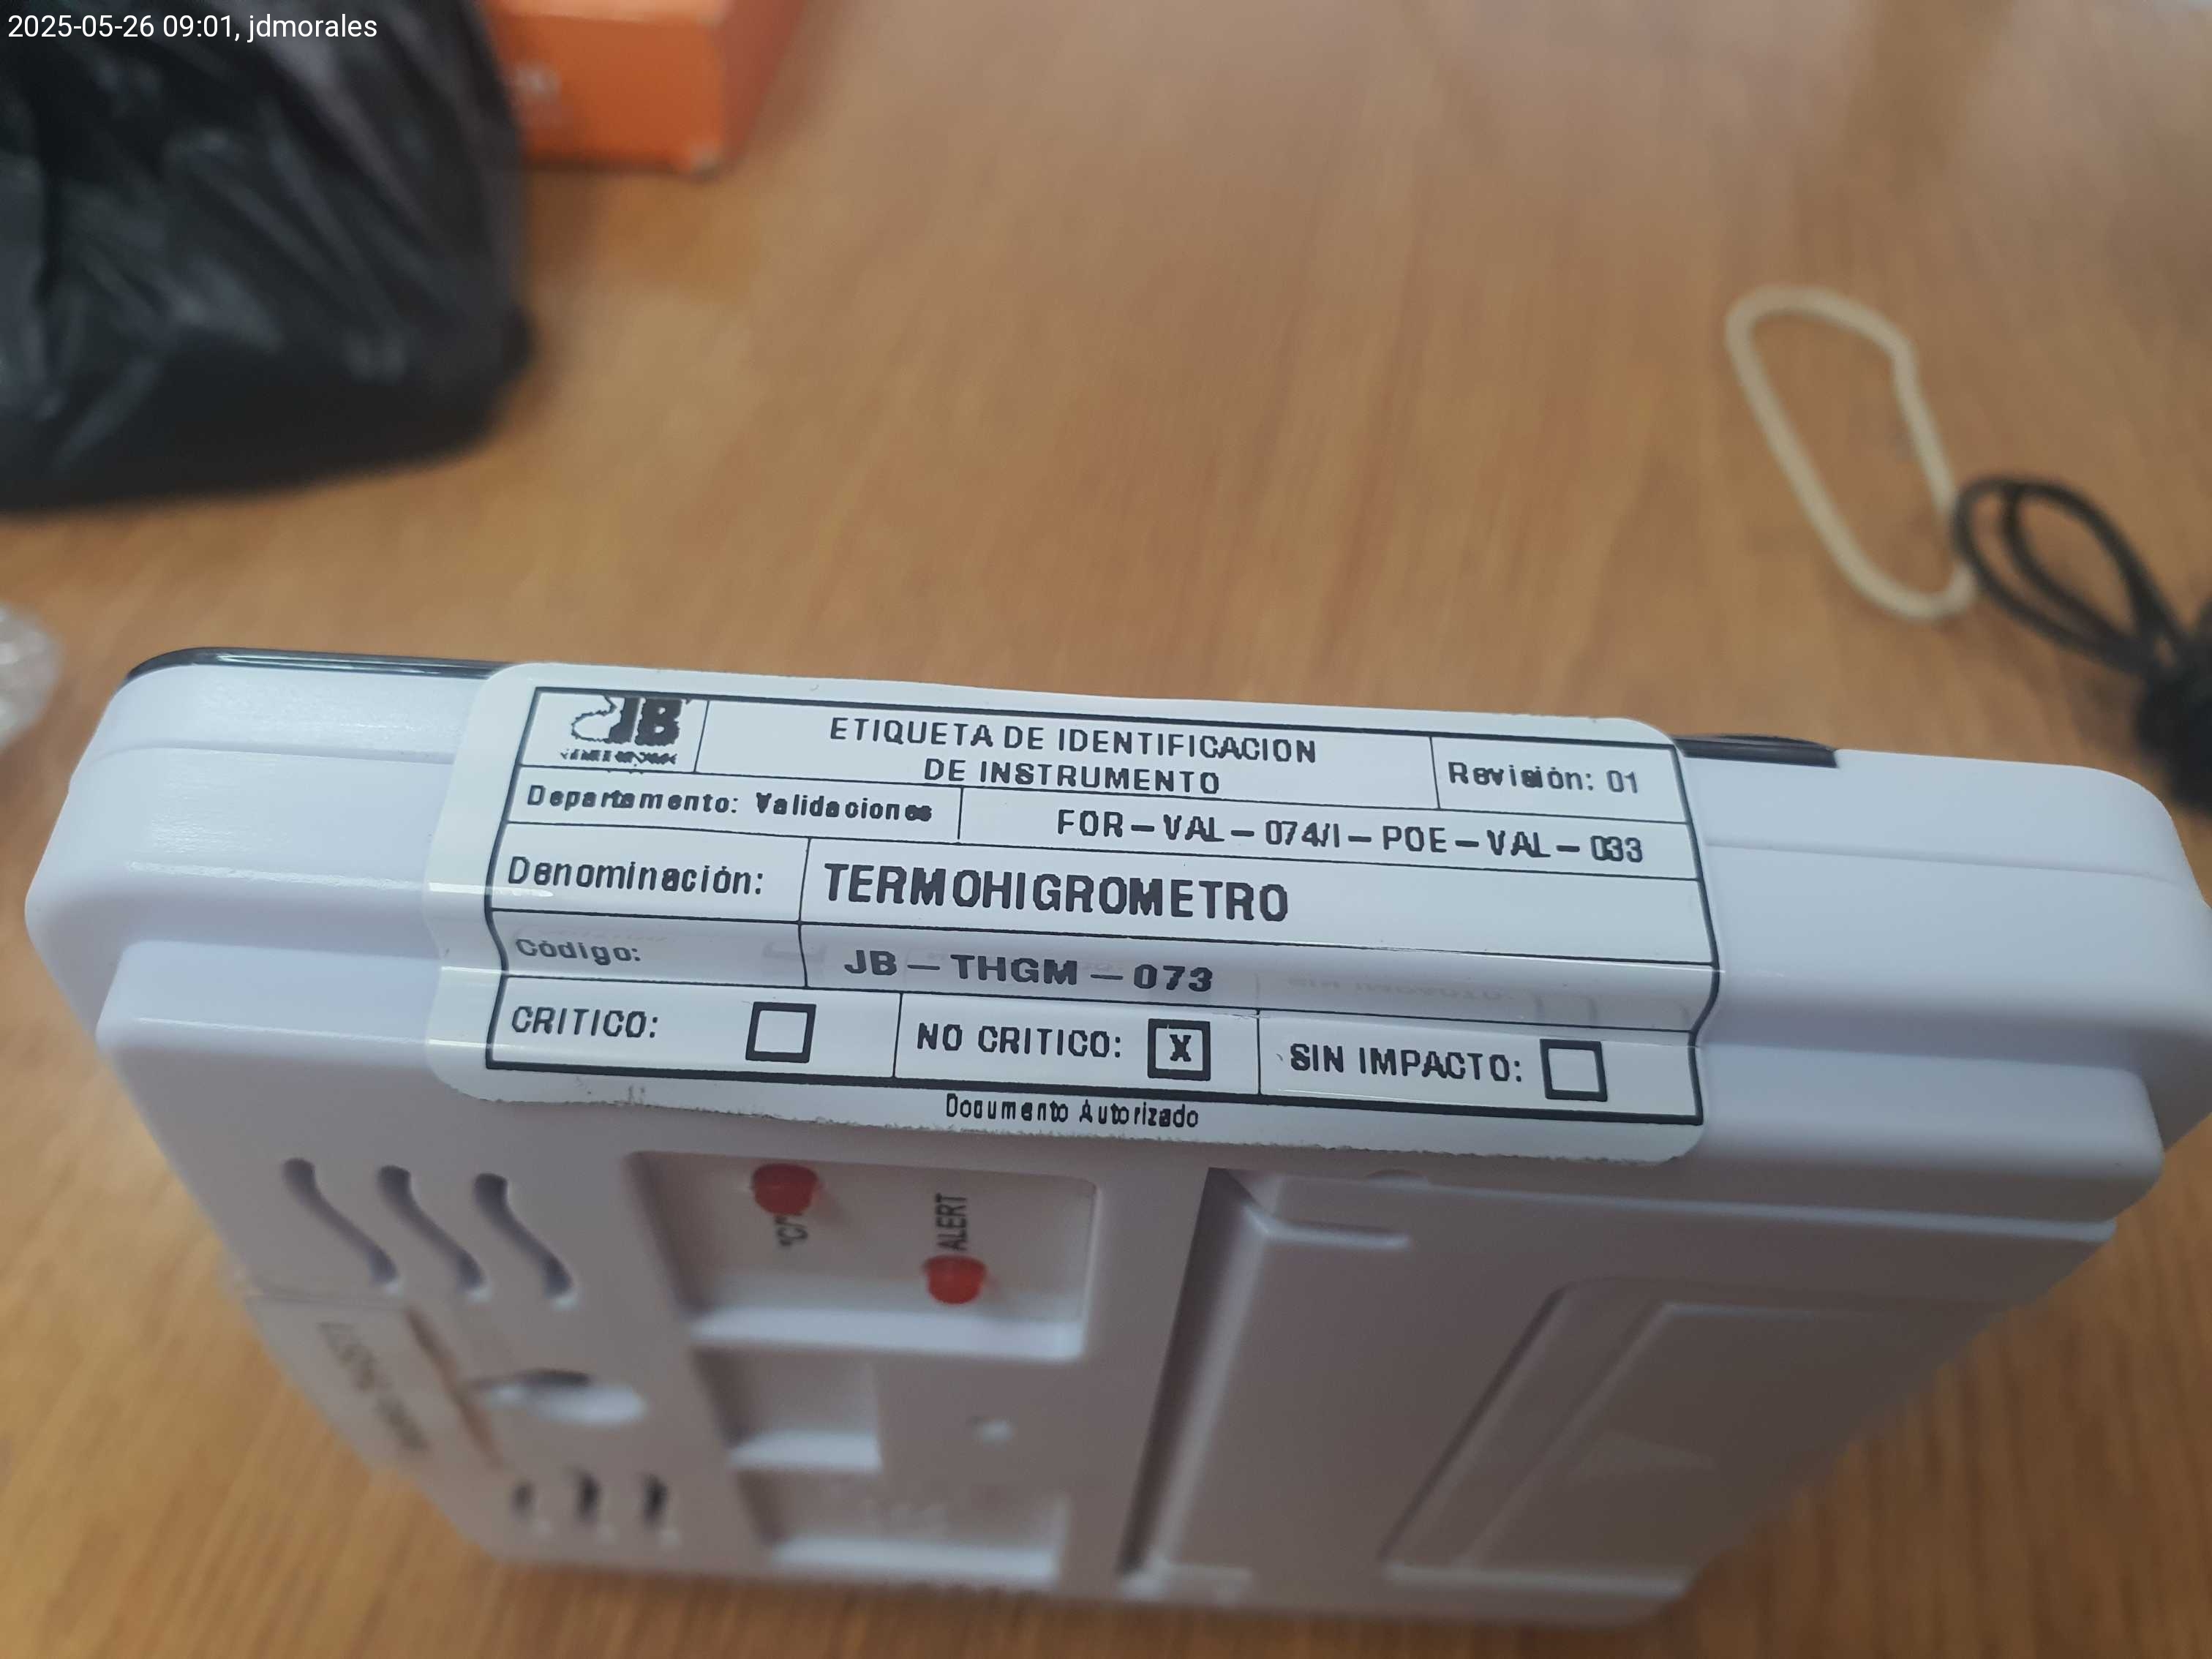 2025-05-26 09:01, jdmorales
JB
ETIQUETA DE IDENTIFICACION
DE INSTRUMENTO
Revisión: 01
Departamento: Validaciones
FOR-VAL-074/I-POE-VAL-033
Denominación:
TERMOHIGROMETRO
Código:
JB-THGM-073
CRITICO:
NO CRITICO: X
SIN IMPACTO:
Documento Autorizado
ALERT